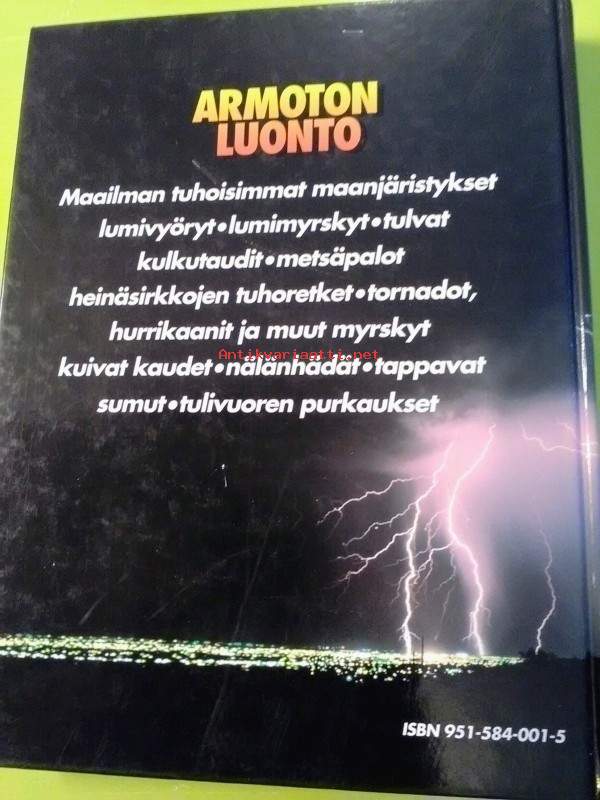 ARMOTON
LUONTO
Maailman tuhoisimmat maanjäristykset
lumivyöryt•lumimyrskyt•tulvat
kulkutaudit•metsäpalot
heinäsirkkojen tuhoretket•tornadot,
hurrikaanit ja muut myrskyt
Antikvariaatti.net
kuivat kaudet•nälänhädät•tappavat
sumut•tulivuoren purkaukset
ISBN 951-584-001-5